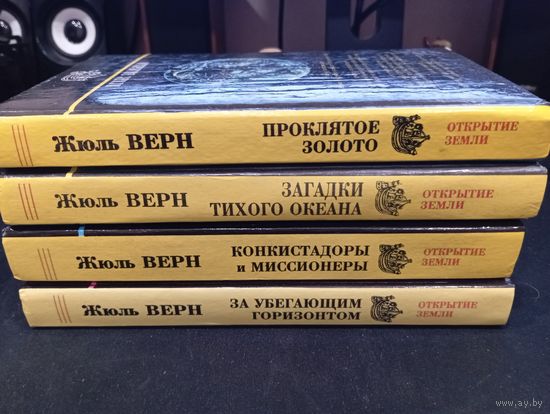 Жюль ВЕРН
ПРОКЛЯТОЕ
ЗОЛОТО
ОТКРЫТИЕ
ЗЕМЛИ
Жюль ВЕРН
ЗАГАДКИ
ТИХОГО ОКЕАНА
ОТКРЫТИЕ
ЗЕМЛИ
Жюль ВЕРН
КОНКИСТАДОРЫ
и МИССИОНЕРЫ
ОТКРЫТИЕ
ЗЕМЛИ
Жюль ВЕРН
ЗА УБЕГАЮЩИМ
ГОРИЗОНТОМ
ОТКРЫТИЕ
ЗЕМЛИ
www.ay.by